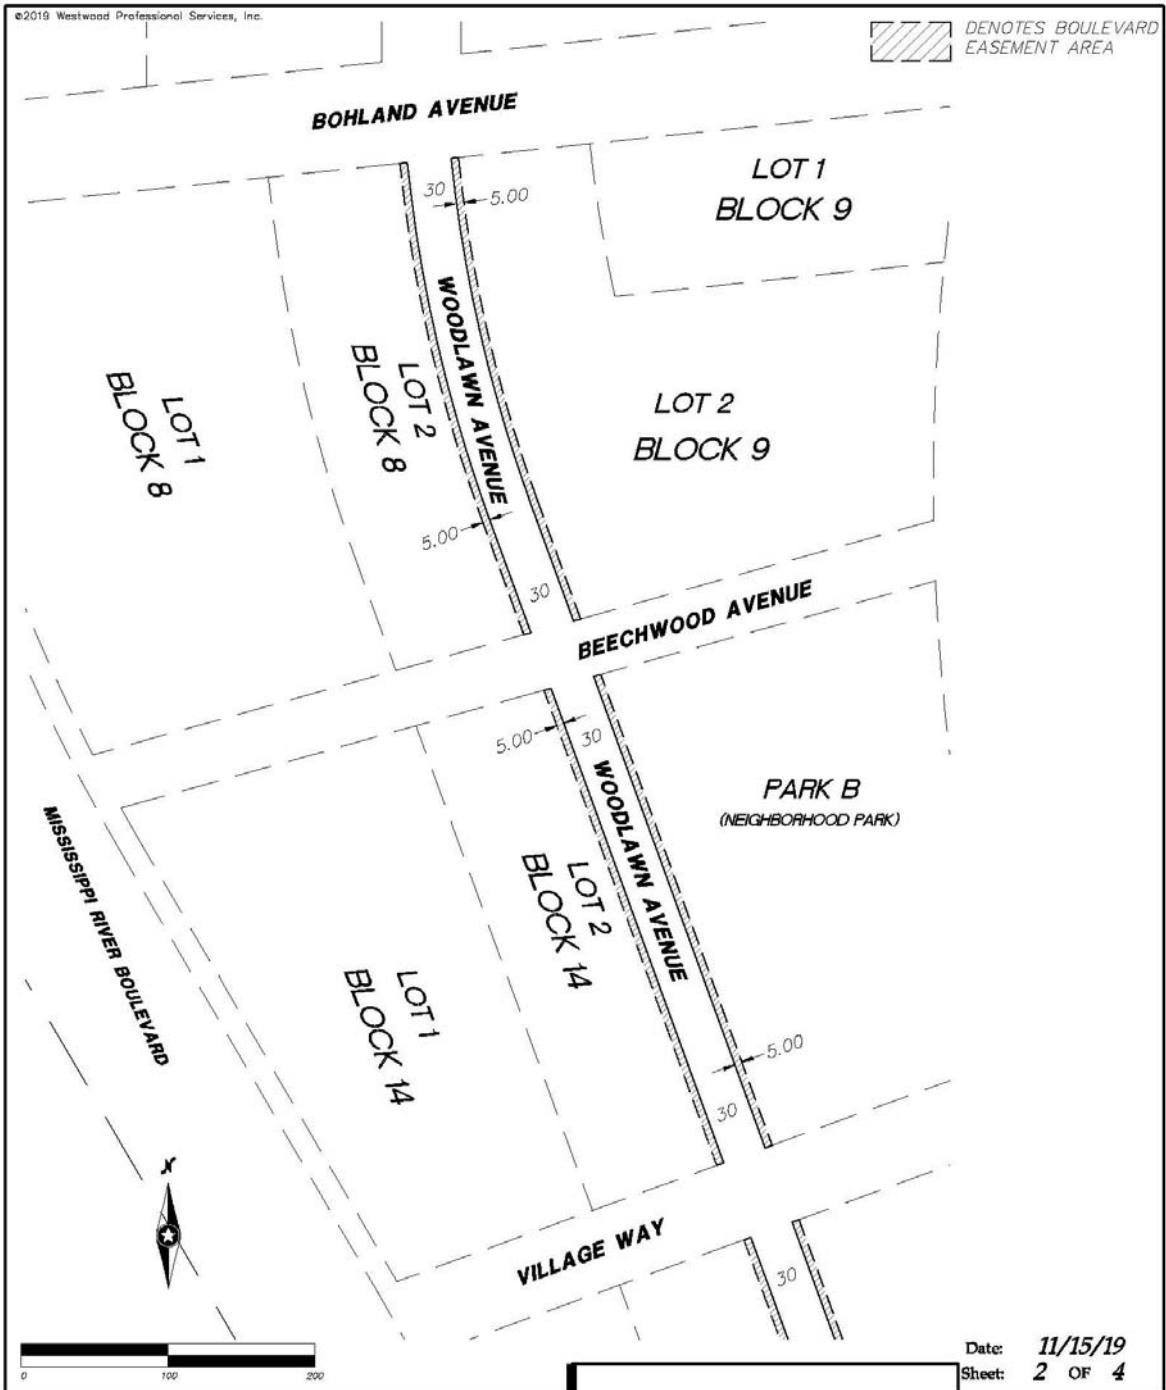 ©2019 Westwood Professional Services, Inc.
DENOTES BOULEVARD
EASEMENT AREA
BOHLAND AVENUE
LOT 1
BLOCK 9
30
5.00
WOODLAWN AVENUE
LOT 1
BLOCK 8
LOT 2
BLOCK 8
LOT 2
BLOCK 9
5.00
30
BEECHWOOD AVENUE
5.00
30
WOODLAWN AVENUE
PARK B
(NEIGHBORHOOD PARK)
MISSISSIPPI RIVER BOULEVARD
LOT 2
BLOCK 14
LOT 1
BLOCK 14
5.00
30
N
VILLAGE WAY
30
0 100 200
Date: 11/15/19
Sheet: 2 OF 4